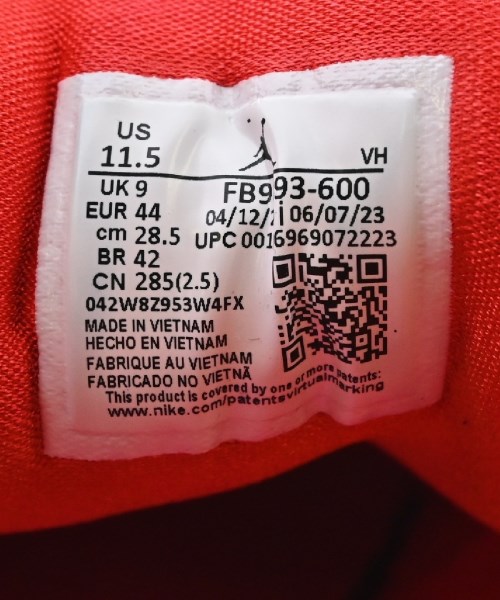 US
11.5
VH
UK 9
FB993-600
EUR 44
04/12/ 06/07/23
cm 28.5
UPC 0016969072223
BR 42
CN 285(2.5)
042W8Z953W4FX
MADE IN VIETNAM
HECHO EN VIETNAM
FABRIQUE AU VIETNAM
FABRICADO NO VIETNÃ
This product is covered by one or more patents:
www.nike.com/patentsvirtualmarking